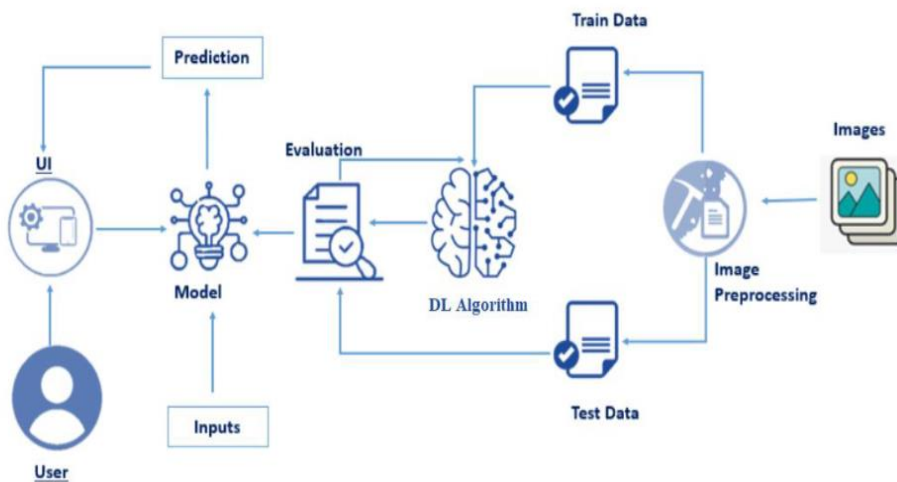 Train Data
Prediction
Images
Evaluation
UI
Model
DL Algorithm
Image
Preprocessing
Inputs
Test Data
User